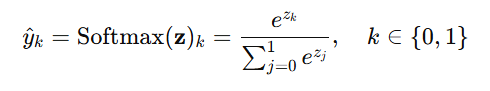 ŷ_k = Softmax(𝐳)_k = e^{z_k} / ∑_{j=0}^{1} e^{z_j}, k ∈ {0, 1}